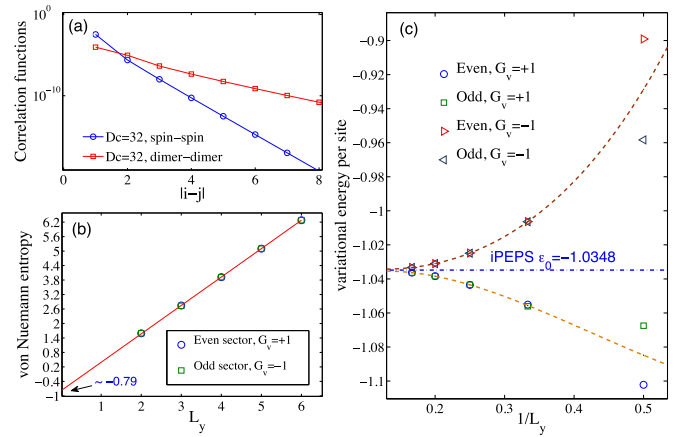 (a)
Correlation functions
10^0
10^-10
Dc=32, spin-spin
Dc=32, dimer-dimer
0 2 4 6 8
|i-j|
(b)
von Nuemann entropy
6.2
5.4
4.6
3.8
3
2.2
1.4
0.6
-0.2
-1
0.2
-0.4
~ -0.79
Even sector, G_v=+1
Odd sector, G_v=-1
1 2 3 4 5 6
L_y
(c)
variational energy per site
-0.9
-0.92
-0.94
-0.96
-0.98
-1
-1.02
-1.04
-1.06
-1.08
-1.1
Even, G_v=+1
Odd, G_v=+1
Even, G_v=-1
Odd, G_v=-1
iPEPS ε_0=-1.0348
0.2 0.3 0.4 0.5
1/L_y